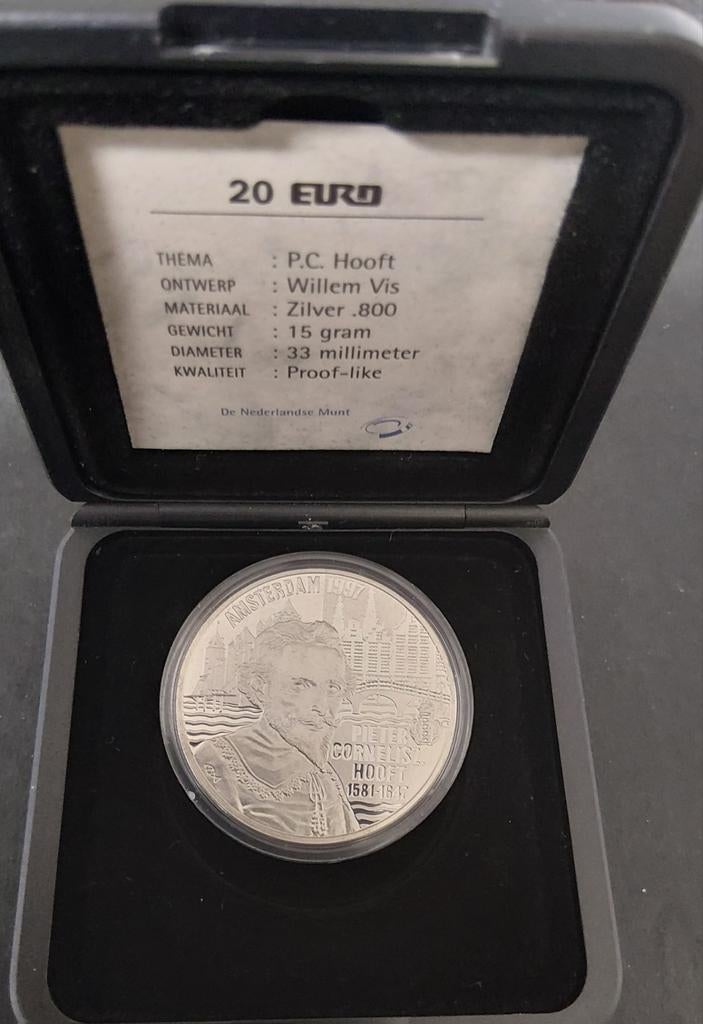 20 EURO
THEMA : P.C. Hooft
ONTWERP : Willem Vis
MATERIAAL : Zilver .800
GEWICHT : 15 gram
DIAMETER : 33 millimeter
KWALITEIT : Proof-like
De Nederlandse Munt
AMSTERDAM 1997
PIETER
CORNELIS
HOOFT
1581-1647